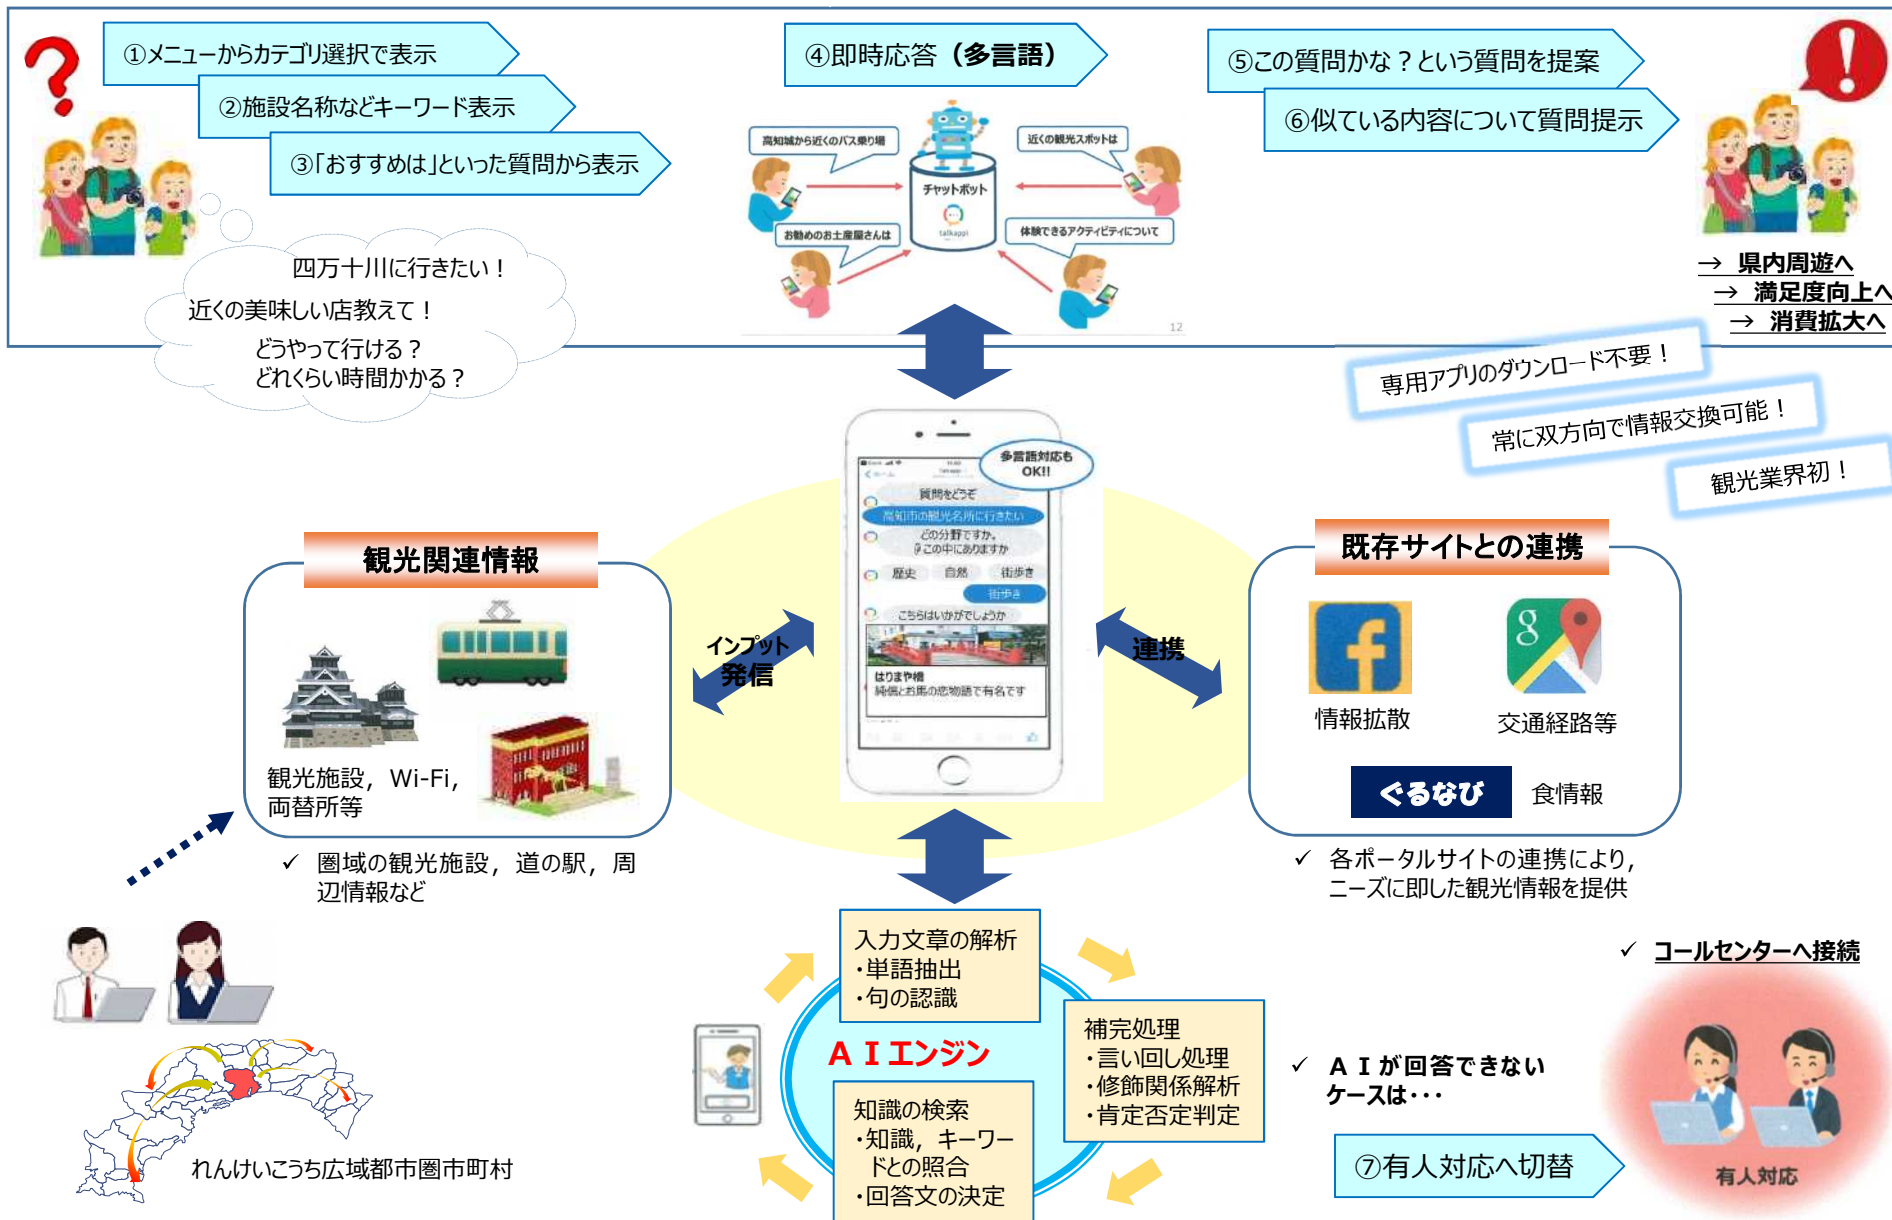 ①メニューからカテゴリ選択で表示
②施設名称などキーワード表示
③「おすすめは」といった質問から表示
四万十川に行きたい！
近くの美味しい店教えて！
どうやって行ける？
どれくらい時間かかる？
④即時応答（多言語）
高知城から近くのバス乗り場
近くの観光スポットは
チャットボット
talkappi
お勧めのお土産屋さんは
体験できるアクティビティについて
12
⑤この質問かな？という質問を提案
⑥似ている内容について質問提示
→ 県内周遊へ
→ 満足度向上へ
→ 消費拡大へ
専用アプリのダウンロード不要！
常に双方向で情報交換可能！
観光業界初！
多言語対応も
OK!!
質問をどうぞ
高知市の観光名所に行きたい
どの分野ですか。
この中にありますか
歴史 自然 街歩き
街歩き
こちらはいかがでしょうか
はりまや橋
純信とお馬の恋物語で有名です
観光関連情報
観光施設，Wi-Fi，
両替所等
✓ 圏域の観光施設，道の駅，周
辺情報など
インプット
発信
連携
既存サイトとの連携
f
情報拡散
g
交通経路等
ぐるなび 食情報
✓ 各ポータルサイトの連携により，
ニーズに即した観光情報を提供
れんけいこうち広域都市圏市町村
入力文章の解析
・単語抽出
・句の認識
ＡＩエンジン
補完処理
・言い回し処理
・修飾関係解析
・肯定否定判定
知識の検索
・知識，キーワー
ドとの照合
・回答文の決定
✓ コールセンターへ接続
✓ ＡＩが回答できない
ケースは・・・
⑦有人対応へ切替
有人対応